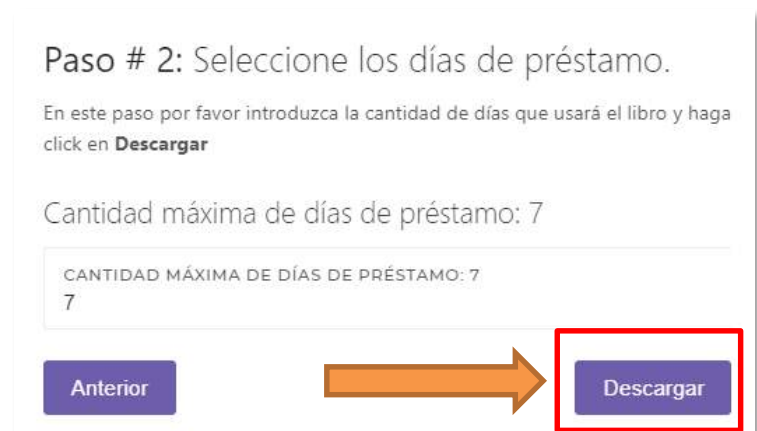 Paso # 2: Seleccione los días de préstamo.
En este paso por favor introduzca la cantidad de días que usará el libro y haga
click en Descargar
Cantidad máxima de días de préstamo: 7
CANTIDAD MÁXIMA DE DÍAS DE PRÉSTAMO: 7
7
Anterior
Descargar